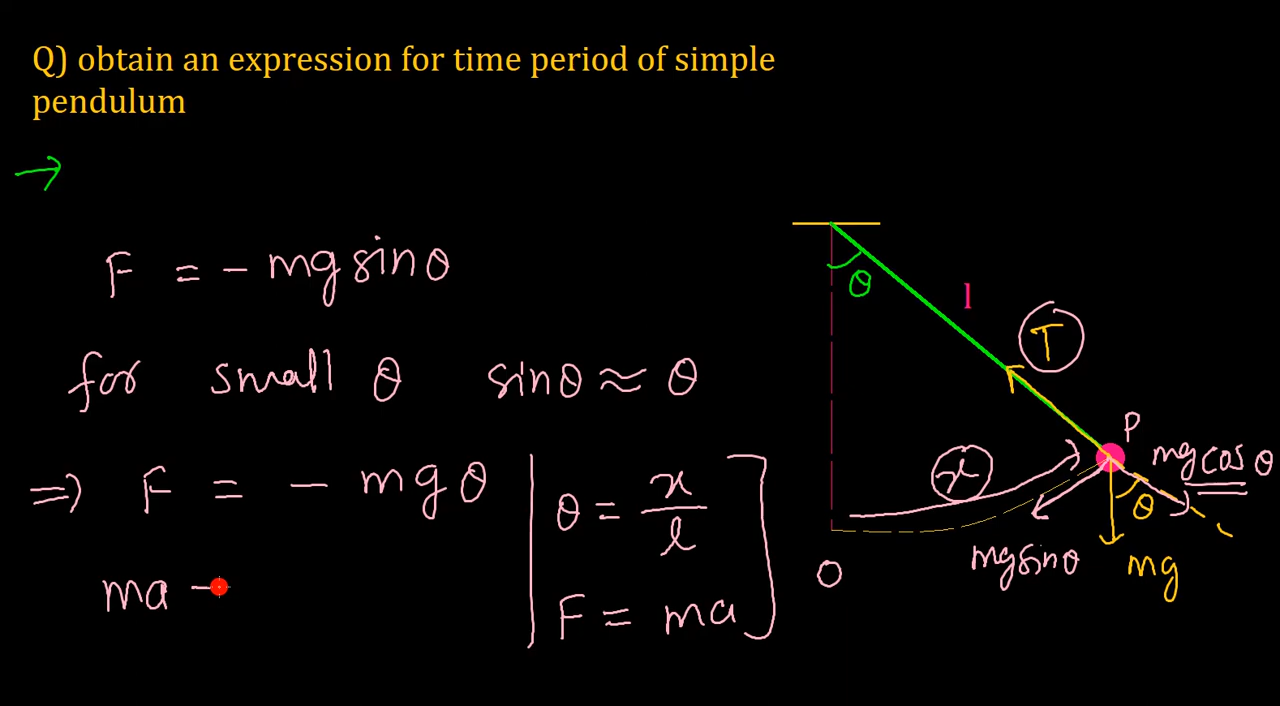 Q) obtain an expression for time period of simple
pendulum
→
F = - mg sinθ
for small θ sinθ ≈ θ
⇒ F = - mgθ
ma -
θ = x/l
F = ma
θ
l
T
P
x
mg cos θ
θ
mg sinθ
mg
O